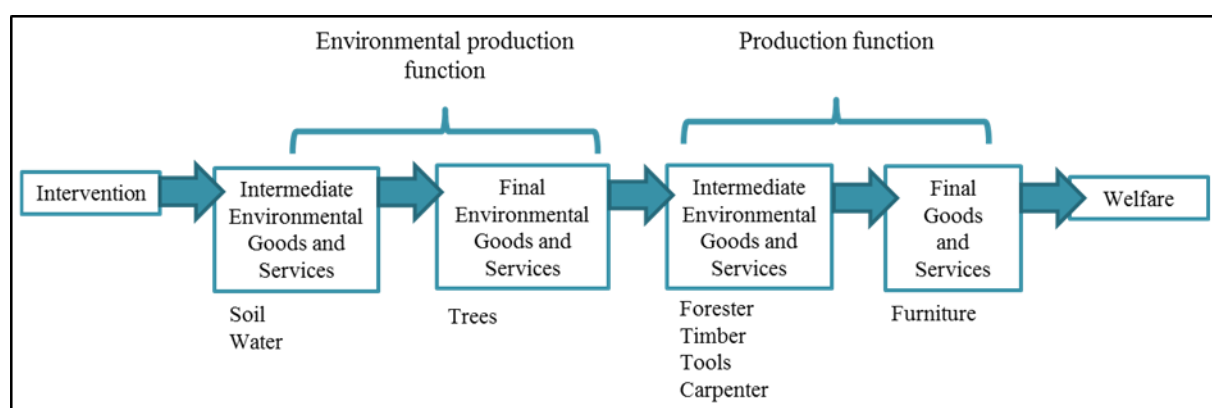 Environmental production
function
Production function
Intervention
Intermediate
Environmental
Goods and
Services
Final
Environmental
Goods and
Services
Intermediate
Environmental
Goods and
Services
Final
Goods
and
Services
Welfare
Soil
Water
Trees
Forester
Timber
Tools
Carpenter
Furniture